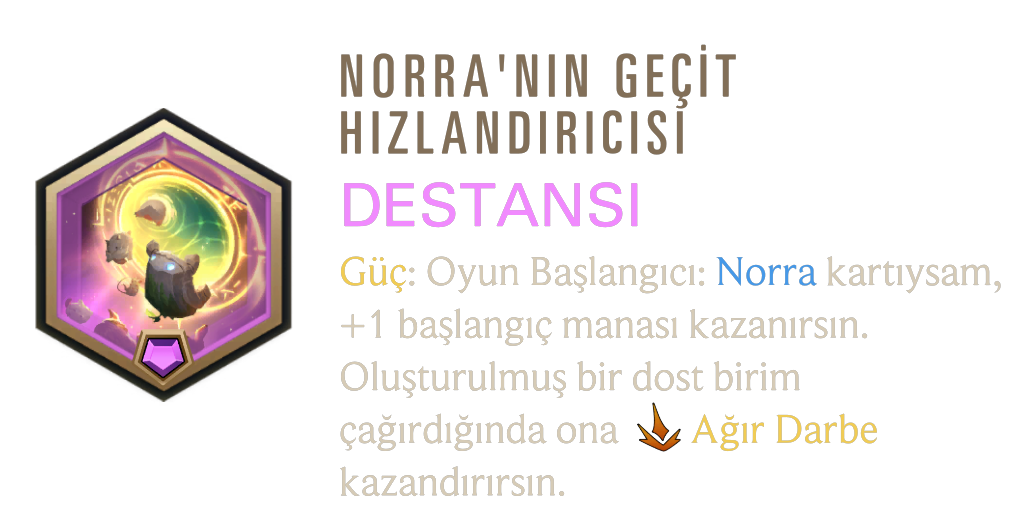 NORRA'NIN GEÇİT
HIZLANDIRICISI
DESTANSI
Güç: Oyun Başlangıcı: Norra kartıysam,
+1 başlangıç manası kazanırsın.
Oluşturulmuş bir dost birim
çağırdığında ona Ağır Darbe
kazandırırsın.